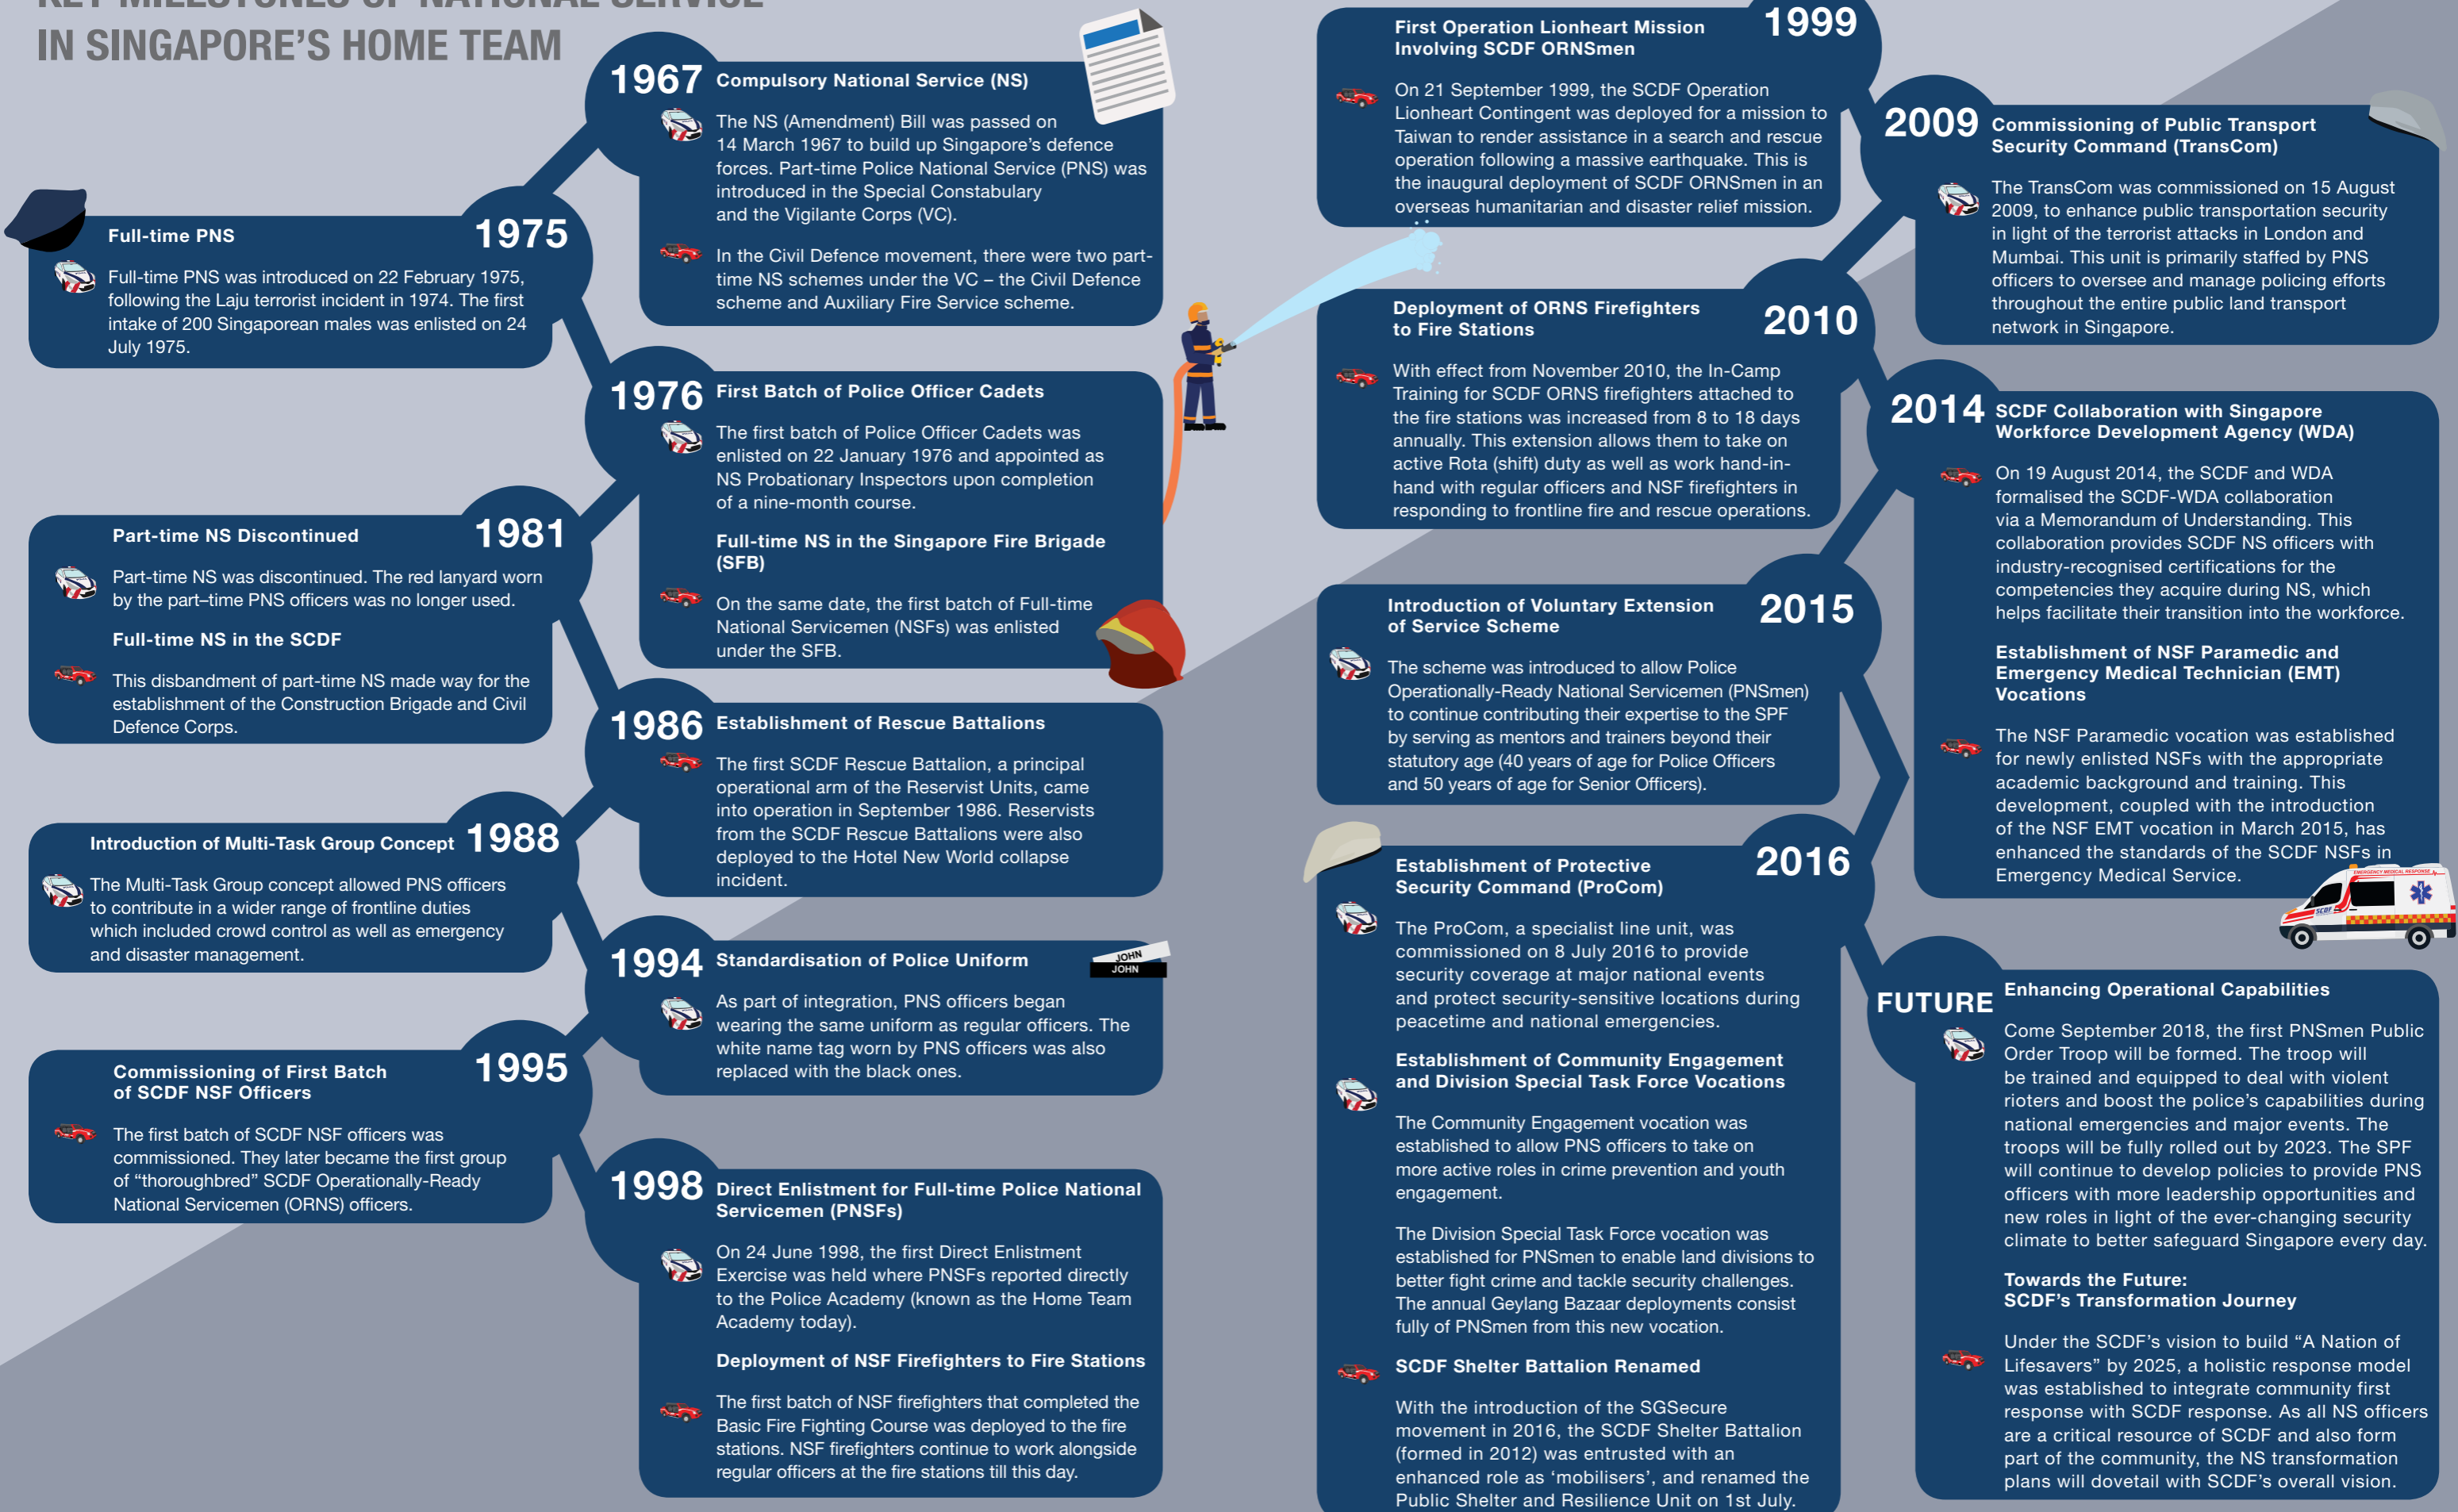 KEY MILESTONES OF NATIONAL SERVICE
IN SINGAPORE'S HOME TEAM
1967
Compulsory National Service (NS)
The NS (Amendment) Bill was passed on
14 March 1967 to build up Singapore's defence
forces. Part-time Police National Service (PNS) was
introduced in the Special Constabulary
and the Vigilante Corps (VC).
In the Civil Defence movement, there were two part-
time NS schemes under the VC – the Civil Defence
scheme and Auxiliary Fire Service scheme.
Full-time PNS
1975
Full-time PNS was introduced on 22 February 1975,
following the Laju terrorist incident in 1974. The first
intake of 200 Singaporean males was enlisted on 24
July 1975.
1976
First Batch of Police Officer Cadets
The first batch of Police Officer Cadets was
enlisted on 22 January 1976 and appointed as
NS Probationary Inspectors upon completion
of a nine-month course.
Full-time NS in the Singapore Fire Brigade
(SFB)
On the same date, the first batch of Full-time
National Servicemen (NSFs) was enlisted
under the SFB.
Part-time NS Discontinued
1981
Part-time NS was discontinued. The red lanyard worn
by the part–time PNS officers was no longer used.
Full-time NS in the SCDF
This disbandment of part-time NS made way for the
establishment of the Construction Brigade and Civil
Defence Corps.
1986
Establishment of Rescue Battalions
The first SCDF Rescue Battalion, a principal
operational arm of the Reservist Units, came
into operation in September 1986. Reservists
from the SCDF Rescue Battalions were also
deployed to the Hotel New World collapse
incident.
Introduction of Multi-Task Group Concept
1988
The Multi-Task Group concept allowed PNS officers
to contribute in a wider range of frontline duties
which included crowd control as well as emergency
and disaster management.
1994
Standardisation of Police Uniform
JOHN
JOHN
As part of integration, PNS officers began
wearing the same uniform as regular officers. The
white name tag worn by PNS officers was also
replaced with the black ones.
Commissioning of First Batch
of SCDF NSF Officers
1995
The first batch of SCDF NSF officers was
commissioned. They later became the first group
of “thoroughbred” SCDF Operationally-Ready
National Servicemen (ORNS) officers.
1998
Direct Enlistment for Full-time Police National
Servicemen (PNSFs)
On 24 June 1998, the first Direct Enlistment
Exercise was held where PNSFs reported directly
to the Police Academy (known as the Home Team
Academy today).
Deployment of NSF Firefighters to Fire Stations
The first batch of NSF firefighters that completed the
Basic Fire Fighting Course was deployed to the fire
stations. NSF firefighters continue to work alongside
regular officers at the fire stations till this day.
First Operation Lionheart Mission
Involving SCDF ORNSmen
1999
On 21 September 1999, the SCDF Operation
Lionheart Contingent was deployed for a mission to
Taiwan to render assistance in a search and rescue
operation following a massive earthquake. This is
the inaugural deployment of SCDF ORNSmen in an
overseas humanitarian and disaster relief mission.
2009
Commissioning of Public Transport
Security Command (TransCom)
The TransCom was commissioned on 15 August
2009, to enhance public transportation security
in light of the terrorist attacks in London and
Mumbai. This unit is primarily staffed by PNS
officers to oversee and manage policing efforts
throughout the entire public land transport
network in Singapore.
Deployment of ORNS Firefighters
to Fire Stations
2010
With effect from November 2010, the In-Camp
Training for SCDF ORNS firefighters attached to
the fire stations was increased from 8 to 18 days
annually. This extension allows them to take on
active Rota (shift) duty as well as work hand-in-
hand with regular officers and NSF firefighters in
responding to frontline fire and rescue operations.
2014
SCDF Collaboration with Singapore
Workforce Development Agency (WDA)
On 19 August 2014, the SCDF and WDA
formalised the SCDF-WDA collaboration
via a Memorandum of Understanding. This
collaboration provides SCDF NS officers with
industry-recognised certifications for the
competencies they acquire during NS, which
helps facilitate their transition into the workforce.
Establishment of NSF Paramedic and
Emergency Medical Technician (EMT)
Vocations
The NSF Paramedic vocation was established
for newly enlisted NSFs with the appropriate
academic background and training. This
development, coupled with the introduction
of the NSF EMT vocation in March 2015, has
enhanced the standards of the SCDF NSFs in
Emergency Medical Service.
EMERGENCY MEDICAL RESPONSE
SCDF
Introduction of Voluntary Extension
of Service Scheme
2015
The scheme was introduced to allow Police
Operationally-Ready National Servicemen (PNSmen)
to continue contributing their expertise to the SPF
by serving as mentors and trainers beyond their
statutory age (40 years of age for Police Officers
and 50 years of age for Senior Officers).
Establishment of Protective
Security Command (ProCom)
2016
The ProCom, a specialist line unit, was
commissioned on 8 July 2016 to provide
security coverage at major national events
and protect security-sensitive locations during
peacetime and national emergencies.
Establishment of Community Engagement
and Division Special Task Force Vocations
The Community Engagement vocation was
established to allow PNS officers to take on
more active roles in crime prevention and youth
engagement.
The Division Special Task Force vocation was
established for PNSmen to enable land divisions to
better fight crime and tackle security challenges.
The annual Geylang Bazaar deployments consist
fully of PNSmen from this new vocation.
SCDF Shelter Battalion Renamed
With the introduction of the SGSecure
movement in 2016, the SCDF Shelter Battalion
(formed in 2012) was entrusted with an
enhanced role as ‘mobilisers’, and renamed the
Public Shelter and Resilience Unit on 1st July.
FUTURE
Enhancing Operational Capabilities
Come September 2018, the first PNSmen Public
Order Troop will be formed. The troop will
be trained and equipped to deal with violent
rioters and boost the police's capabilities during
national emergencies and major events. The
troops will be fully rolled out by 2023. The SPF
will continue to develop policies to provide PNS
officers with more leadership opportunities and
new roles in light of the ever-changing security
climate to better safeguard Singapore every day.
Towards the Future:
SCDF's Transformation Journey
Under the SCDF's vision to build “A Nation of
Lifesavers” by 2025, a holistic response model
was established to integrate community first
response with SCDF response. As all NS officers
are a critical resource of SCDF and also form
part of the community, the NS transformation
plans will dovetail with SCDF's overall vision.